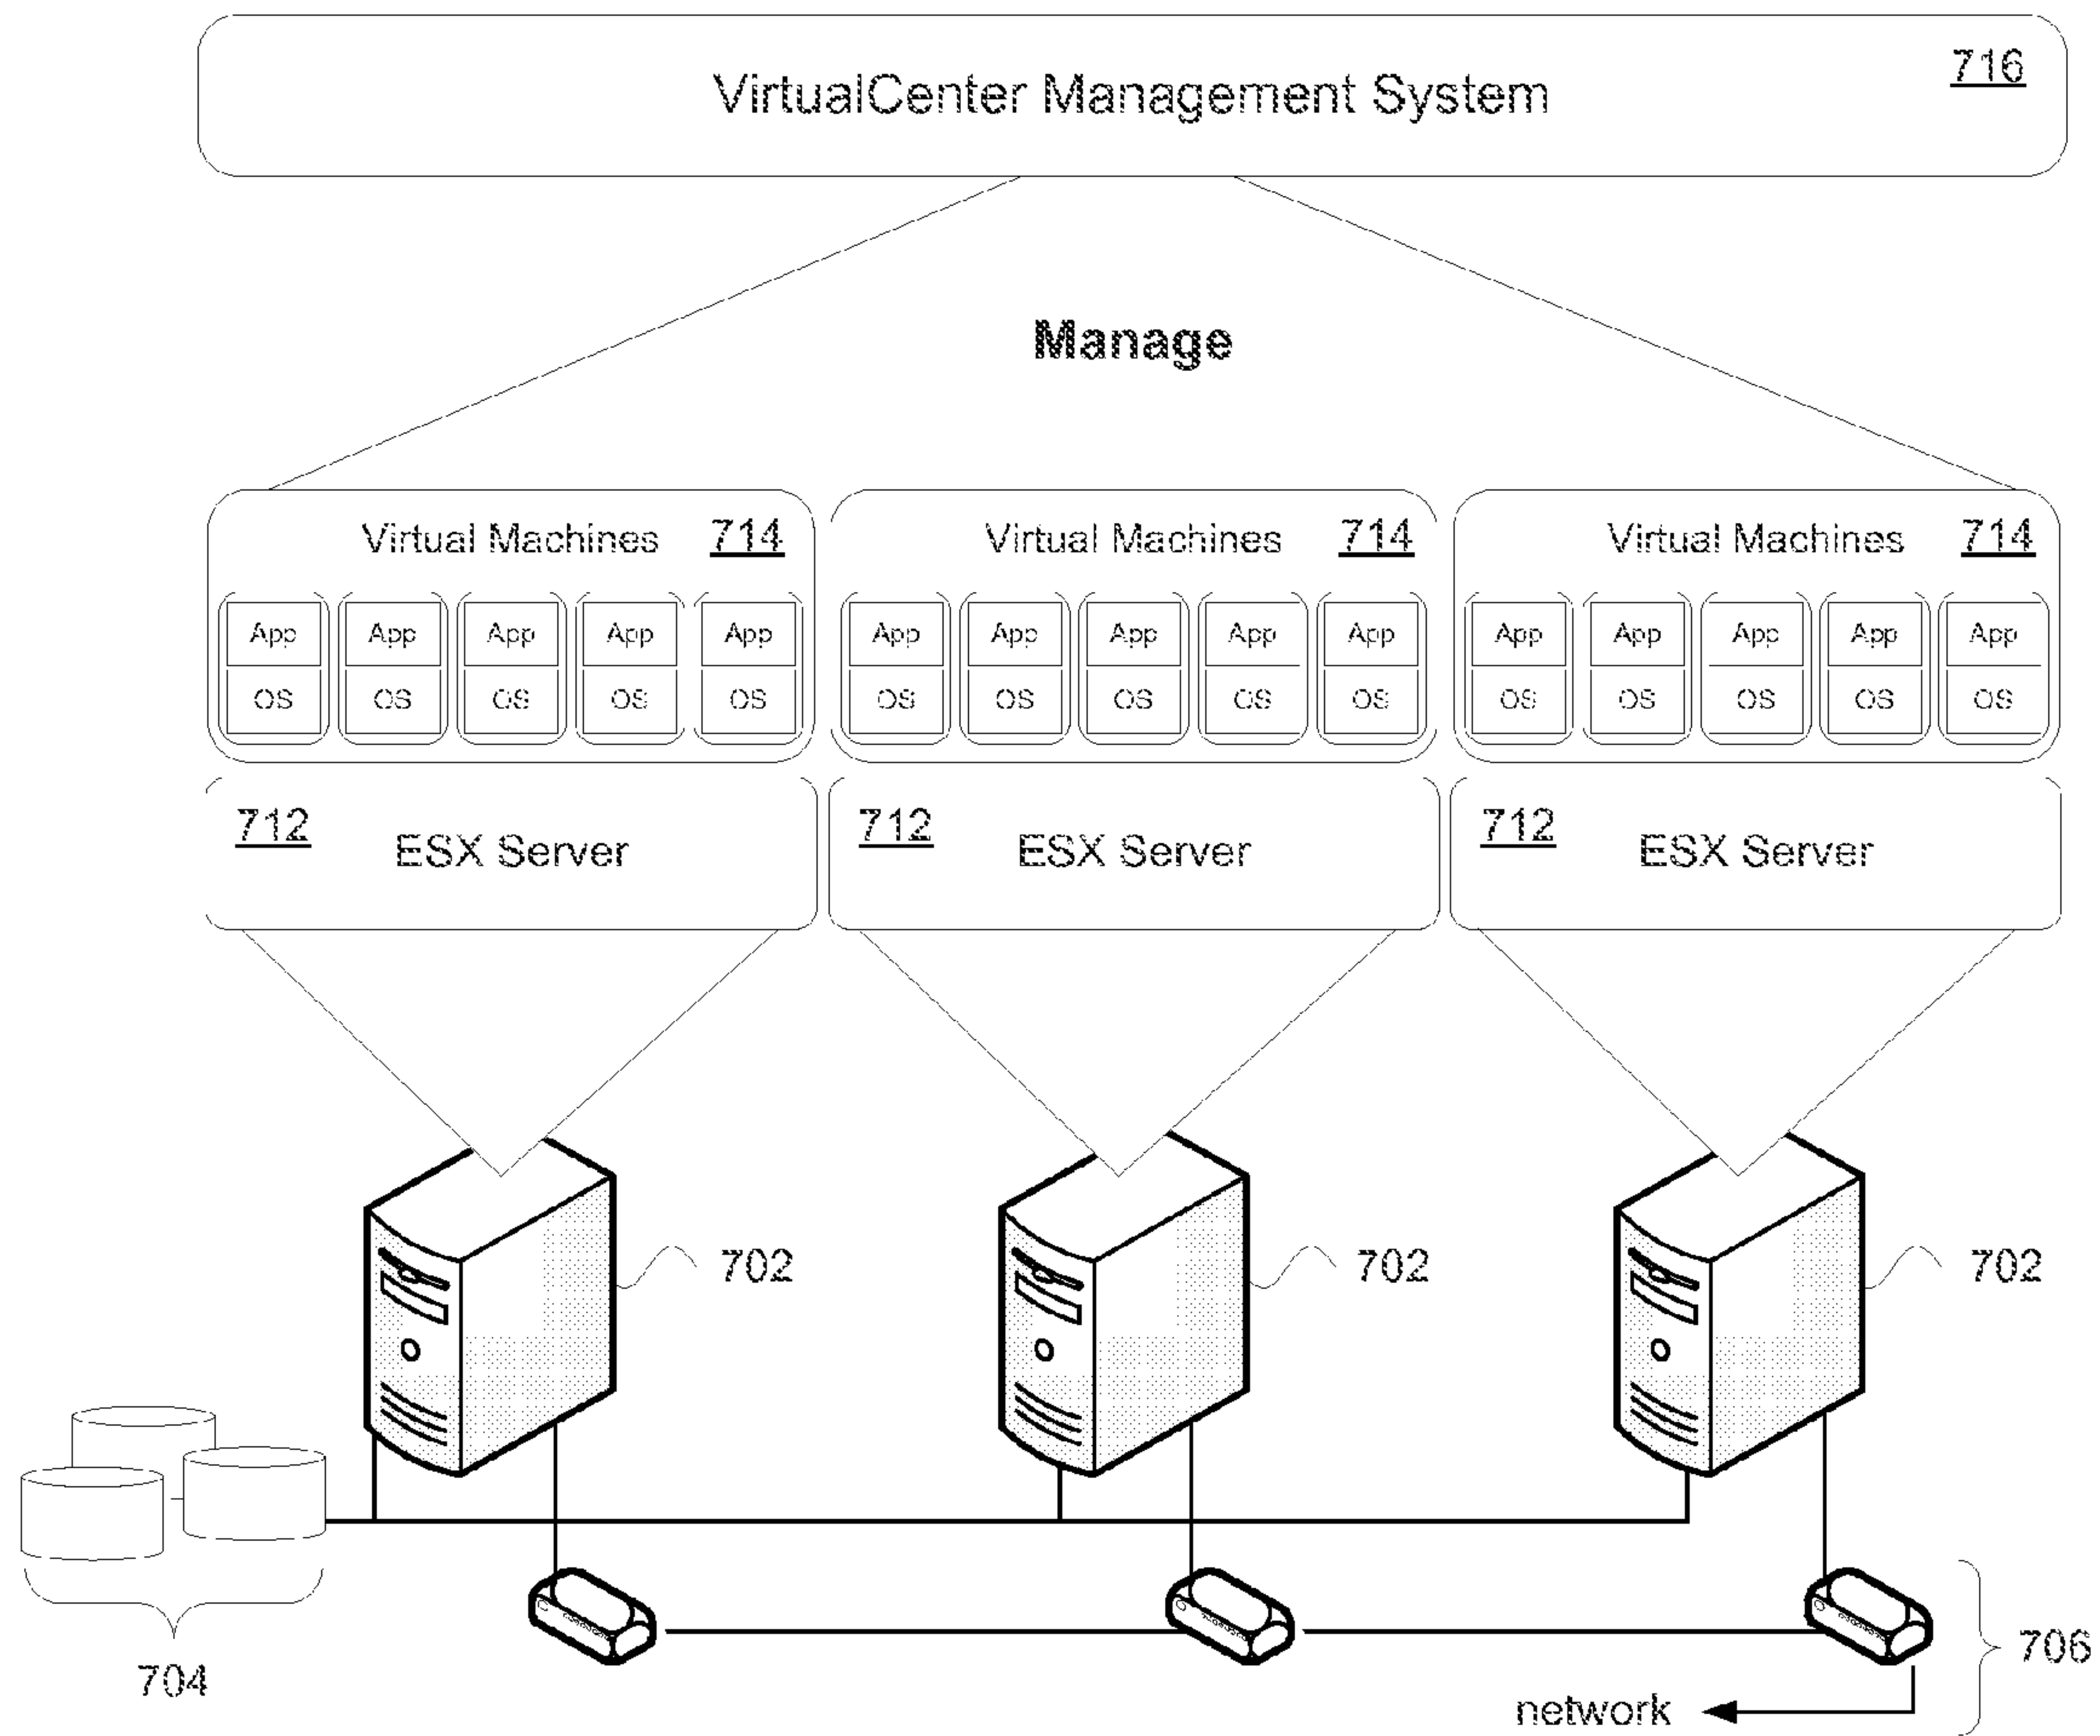 716
VirtualCenter Management System
Manage
Virtual Machines 714 Virtual Machines 714 Virtual Machines 714
App App App App App App App App App App App App App App App
OS OS OS OS OS OS OS OS OS OS OS OS OS OS OS
712 712 712
ESX Server ESX Server ESX Server
702 702 702
704
706
network